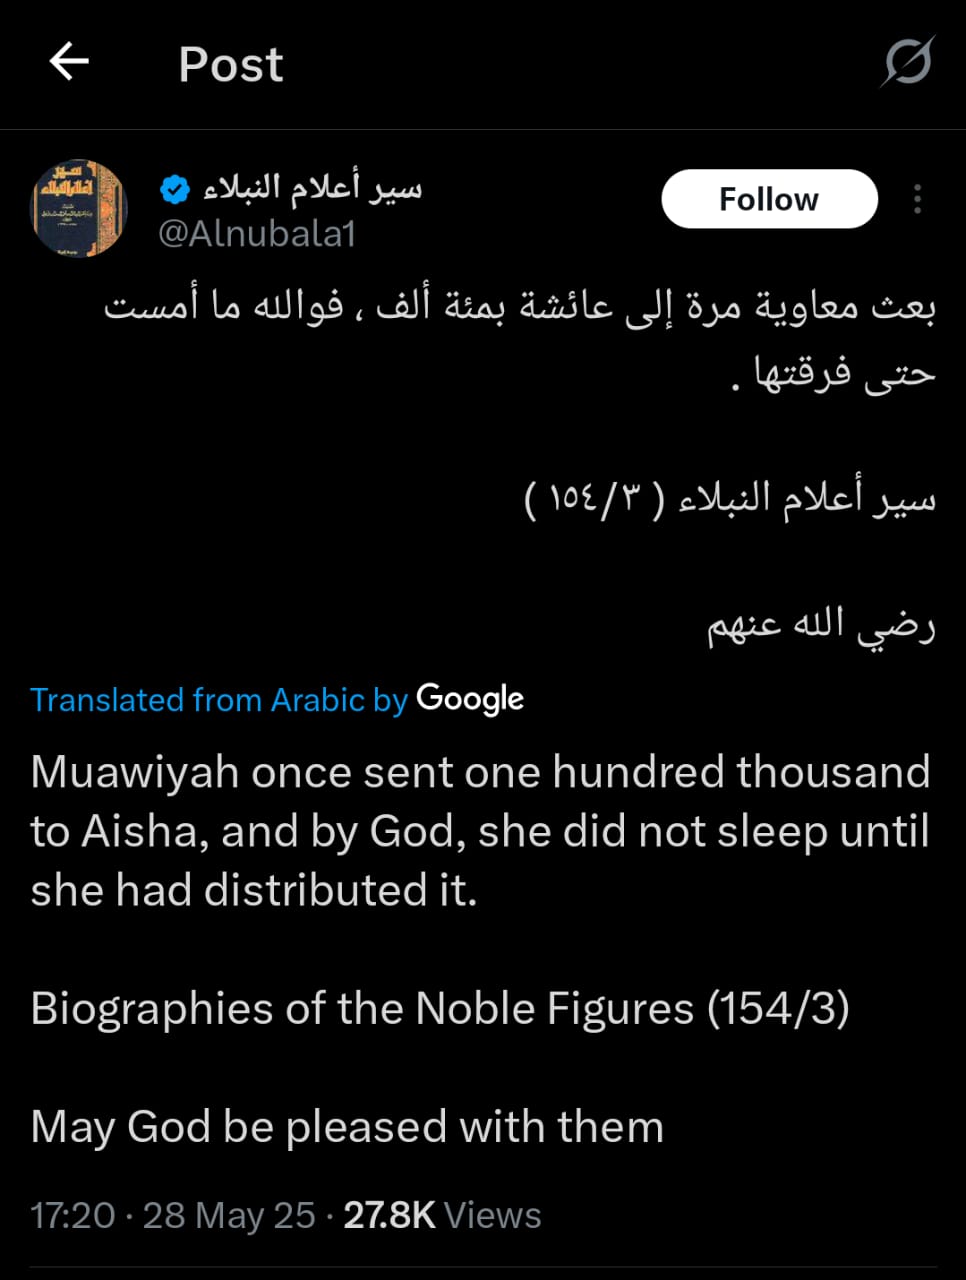 Post
سير أعلام النبلاء
Follow
@Alnubala1
بعث معاوية مرة إلى عائشة بمئة ألف ، فوالله ما أمست
حتى فرقتها .
سير أعلام النبلاء ( ٣/١٥٤ )
رضي الله عنهم
Translated from Arabic by Google
Muawiyah once sent one hundred thousand
to Aisha, and by God, she did not sleep until
she had distributed it.
Biographies of the Noble Figures (154/3)
May God be pleased with them
17:20 · 28 May 25 · 27.8K Views